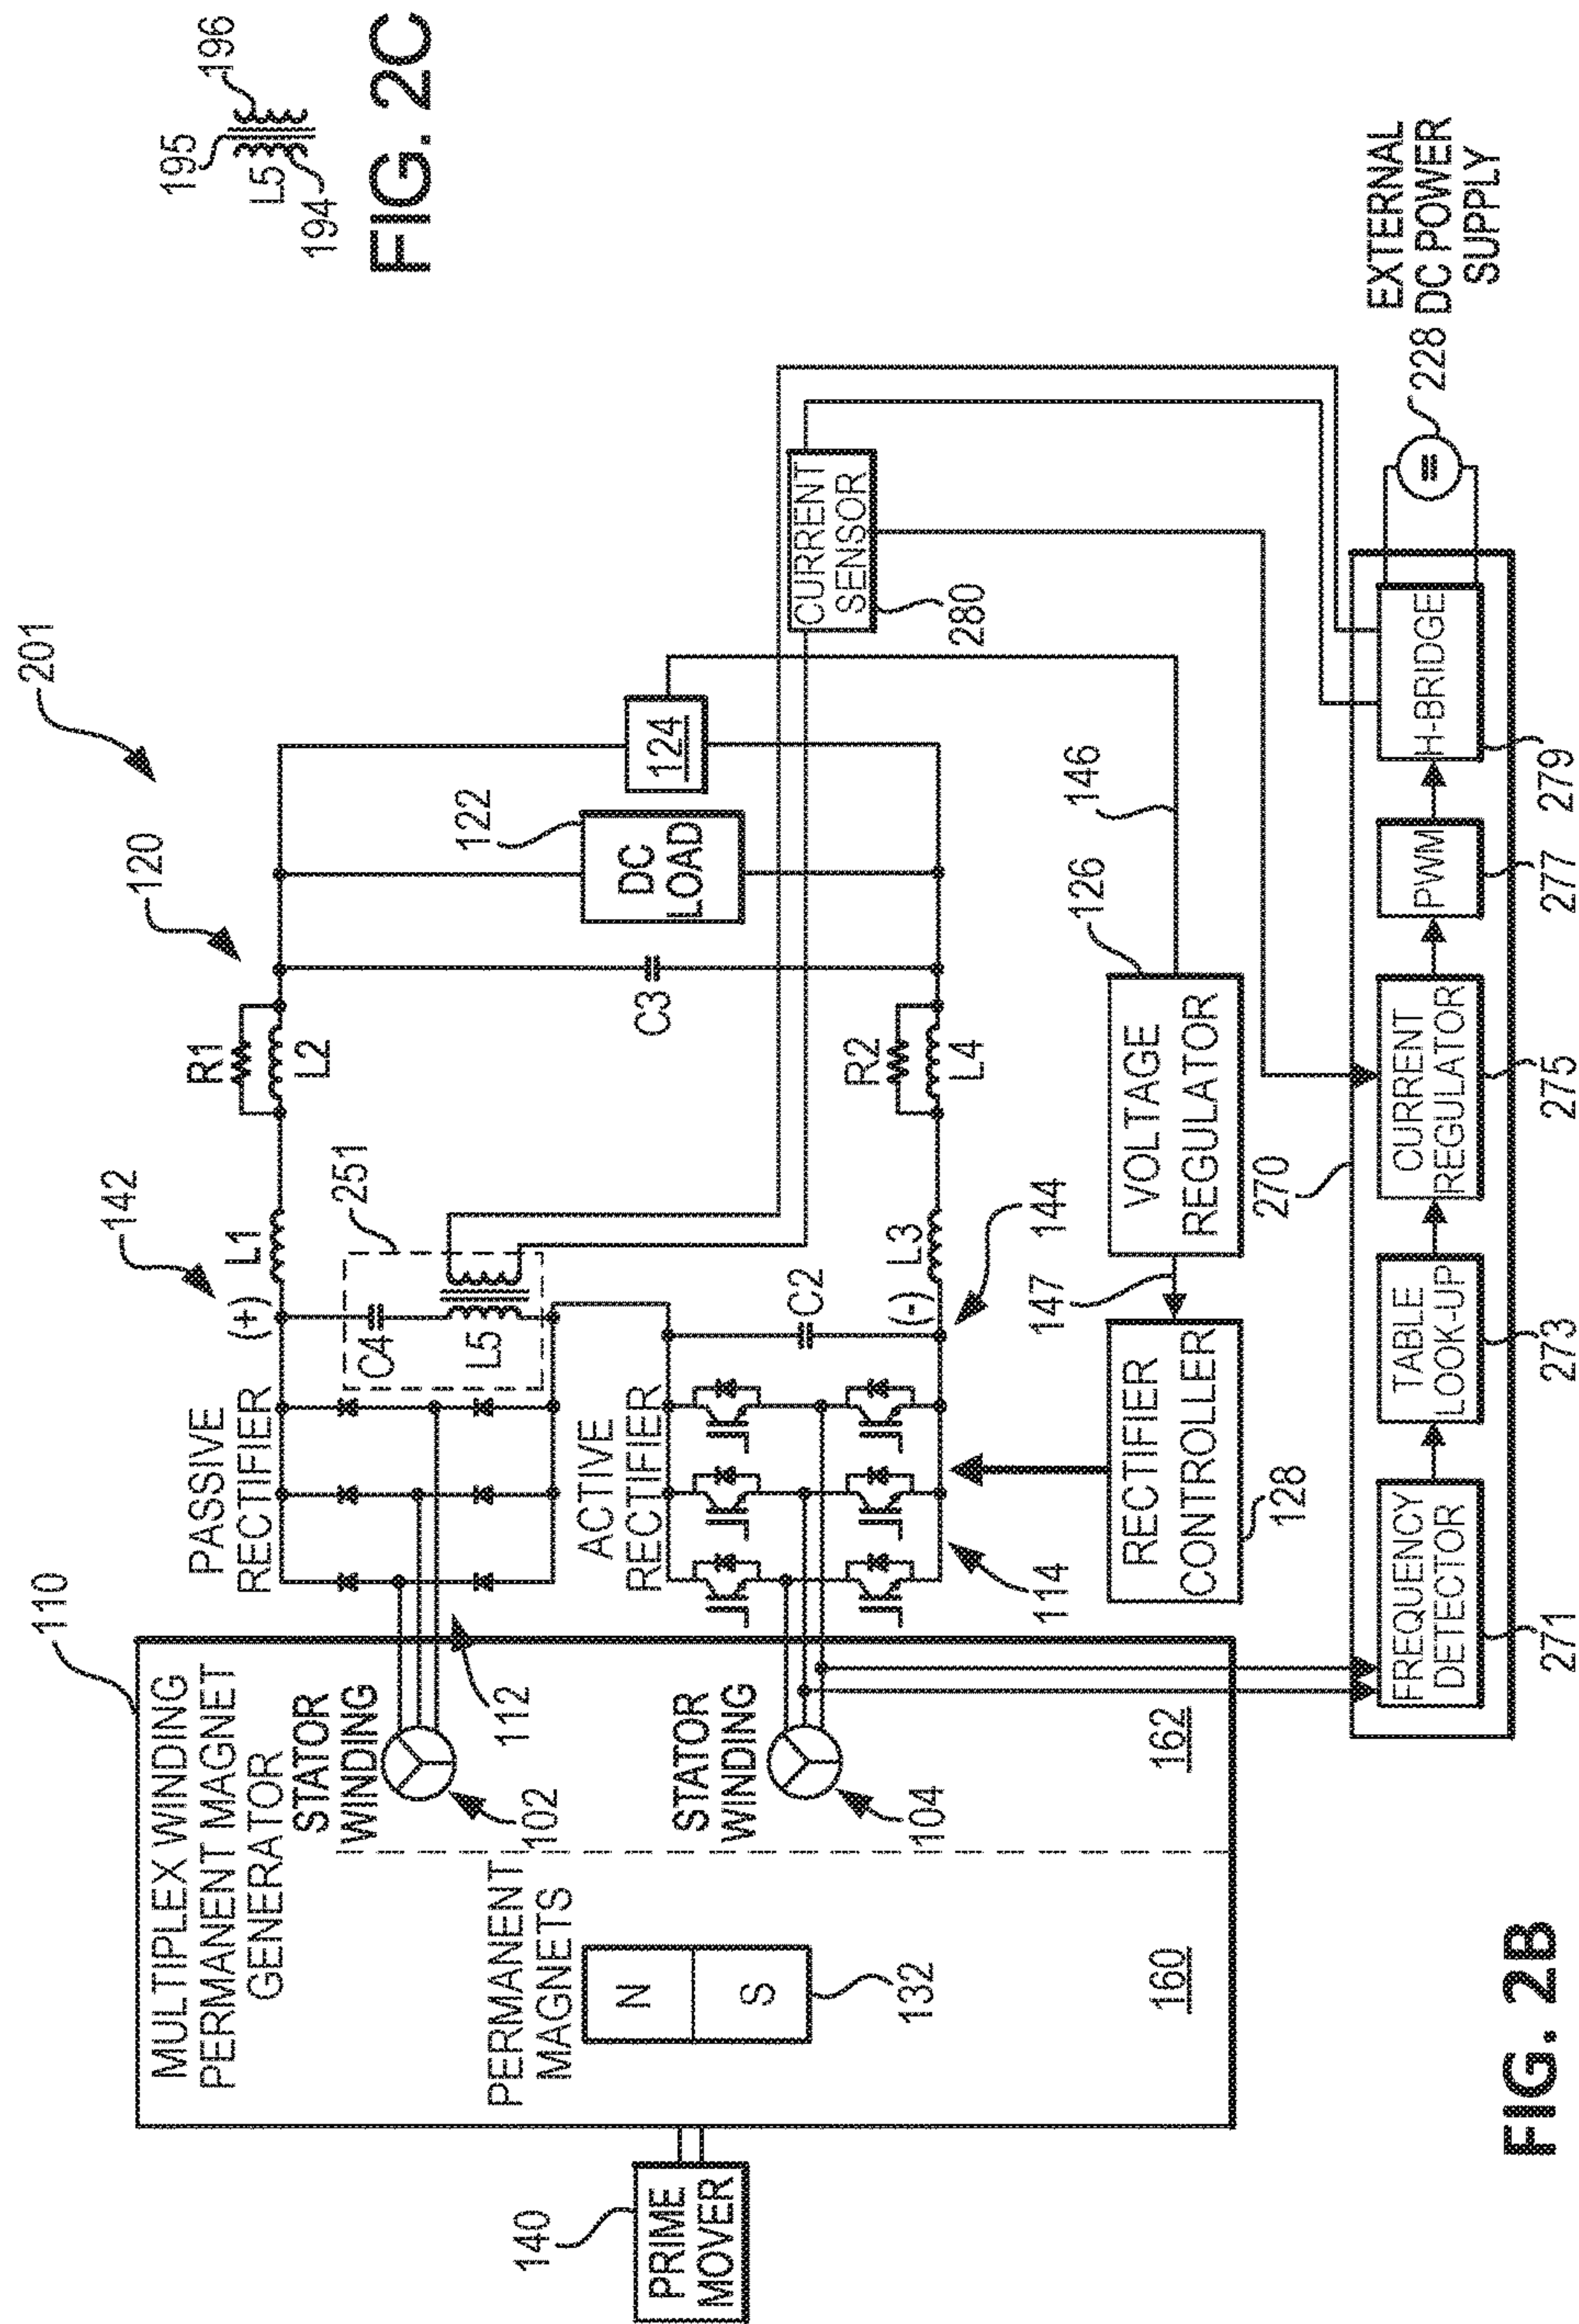 201
120
142
110
MULTIPLEX WINDING
PERMANENT MAGNET
GENERATOR
STATOR
WINDING
102
112
PERMANENT
MAGNETS
N
S
132
160
STATOR
WINDING
104
162
140
PRIME
MOVER
PASSIVE
RECTIFIER
ACTIVE
RECTIFIER
114
(+)
L1
251
C4
L5
C2
(-)
L3
144
R1
L2
R2
L4
C3
122
DC
LOAD
124
CURRENT
SENSOR
280
146
126
VOLTAGE
REGULATOR
147
RECTIFIER
CONTROLLER
128
270
FREQUENCY
DETECTOR
271
TABLE
LOOK-UP
273
CURRENT
REGULATOR
275
PWM
277
H-BRIDGE
279
=
228
EXTERNAL
DC POWER
SUPPLY
FIG. 2B
195
196
L5
194
FIG. 2C